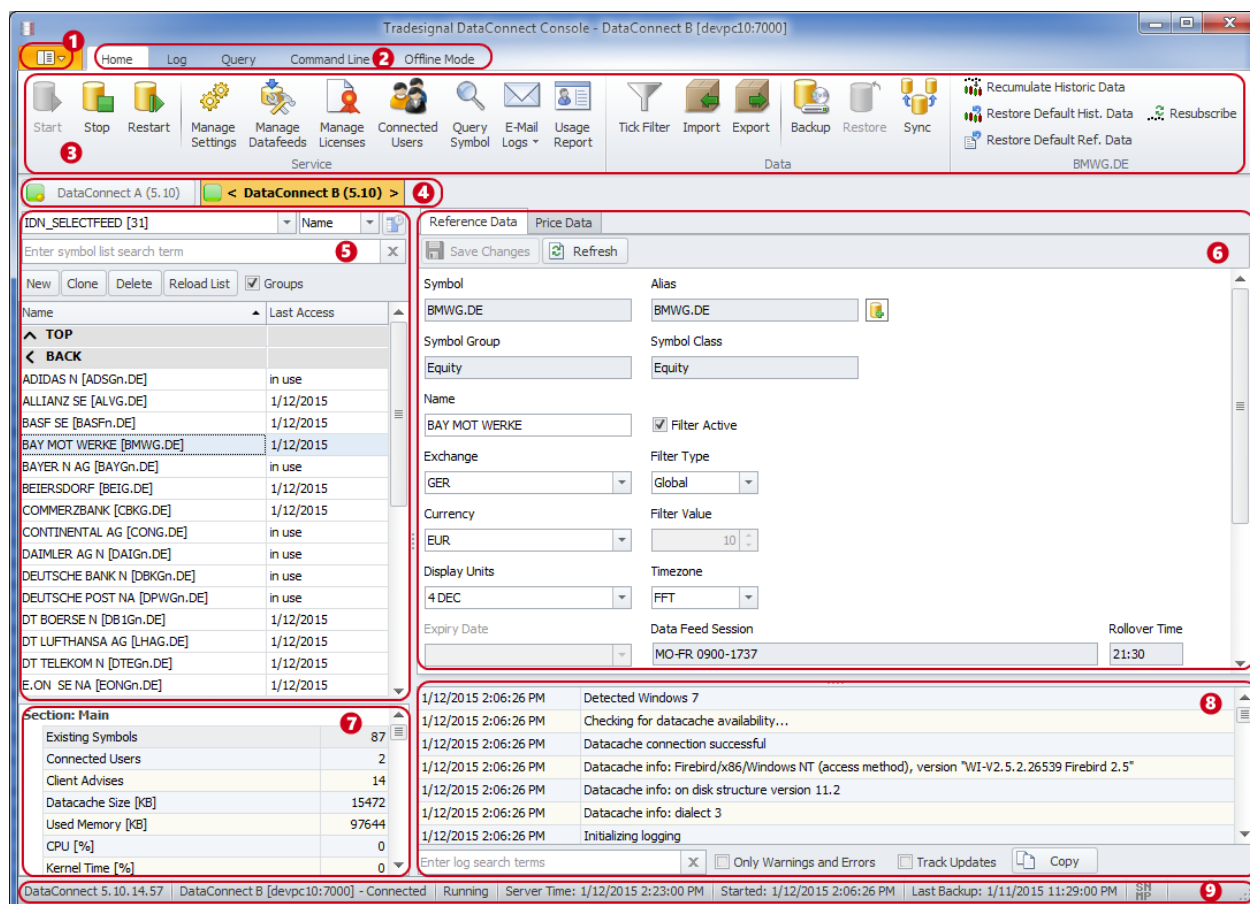 Tradesignal DataConnect Console - DataConnect B [devpc10:7000]
1
Home Log Query Command Line 2 Offline Mode
Start Stop Restart Manage Settings Manage Datafeeds Manage Licenses Connected Users Query Symbol E-Mail Logs Usage Report Tick Filter Import Export Backup Restore Sync
Recumulate Historic Data
Restore Default Hist. Data Resubscribe
Restore Default Ref. Data
3
Service Data BMWG.DE
DataConnect A (5.10) < DataConnect B (5.10) > 4
IDN_SELECTFEED [31] Name
Enter symbol list search term 5 X
New Clone Delete Reload List Groups
Name Last Access
TOP
BACK
ADIDAS N [ADSGn.DE] in use
ALLIANZ SE [ALVG.DE] 1/12/2015
BASF SE [BASFn.DE] 1/12/2015
BAY MOT WERKE [BMWG.DE] 1/12/2015
BAYER N AG [BAYGn.DE] in use
BEIERSDORF [BEIG.DE] 1/12/2015
COMMERZBANK [CBKG.DE] 1/12/2015
CONTINENTAL AG [CONG.DE] in use
DAIMLER AG N [DAIGn.DE] in use
DEUTSCHE BANK N [DBKGn.DE] in use
DEUTSCHE POST NA [DPWGn.DE] in use
DT BOERSE N [DB1Gn.DE] 1/12/2015
DT LUFTHANSA AG [LHAG.DE] 1/12/2015
DT TELEKOM N [DTEGn.DE] 1/12/2015
E.ON SE NA [EONGn.DE] 1/12/2015
Reference Data Price Data
Save Changes Refresh 6
Symbol Alias
BMWG.DE BMWG.DE
Symbol Group Symbol Class
Equity Equity
Name
BAY MOT WERKE Filter Active
Exchange Filter Type
GER Global
Currency Filter Value
EUR 10
Display Units Timezone
4 DEC FFT
Expiry Date Data Feed Session Rollover Time
MO-FR 0900-1737 21:30
Section: Main 7
Existing Symbols 87
Connected Users 2
Client Advises 14
Datacache Size [KB] 15472
Used Memory [KB] 97644
CPU [%] 0
Kernel Time [%] 0
1/12/2015 2:06:26 PM Detected Windows 7 8
1/12/2015 2:06:26 PM Checking for datacache availability...
1/12/2015 2:06:26 PM Datacache connection successful
1/12/2015 2:06:26 PM Datacache info: Firebird/x86/Windows NT (access method), version "WI-V2.5.2.26539 Firebird 2.5"
1/12/2015 2:06:26 PM Datacache info: on disk structure version 11.2
1/12/2015 2:06:26 PM Datacache info: dialect 3
1/12/2015 2:06:26 PM Initializing logging
Enter log search terms X Only Warnings and Errors Track Updates Copy
DataConnect 5.10.14.57 DataConnect B [devpc10:7000] - Connected Running Server Time: 1/12/2015 2:23:00 PM Started: 1/12/2015 2:06:26 PM Last Backup: 1/11/2015 11:29:00 PM SNMP 9